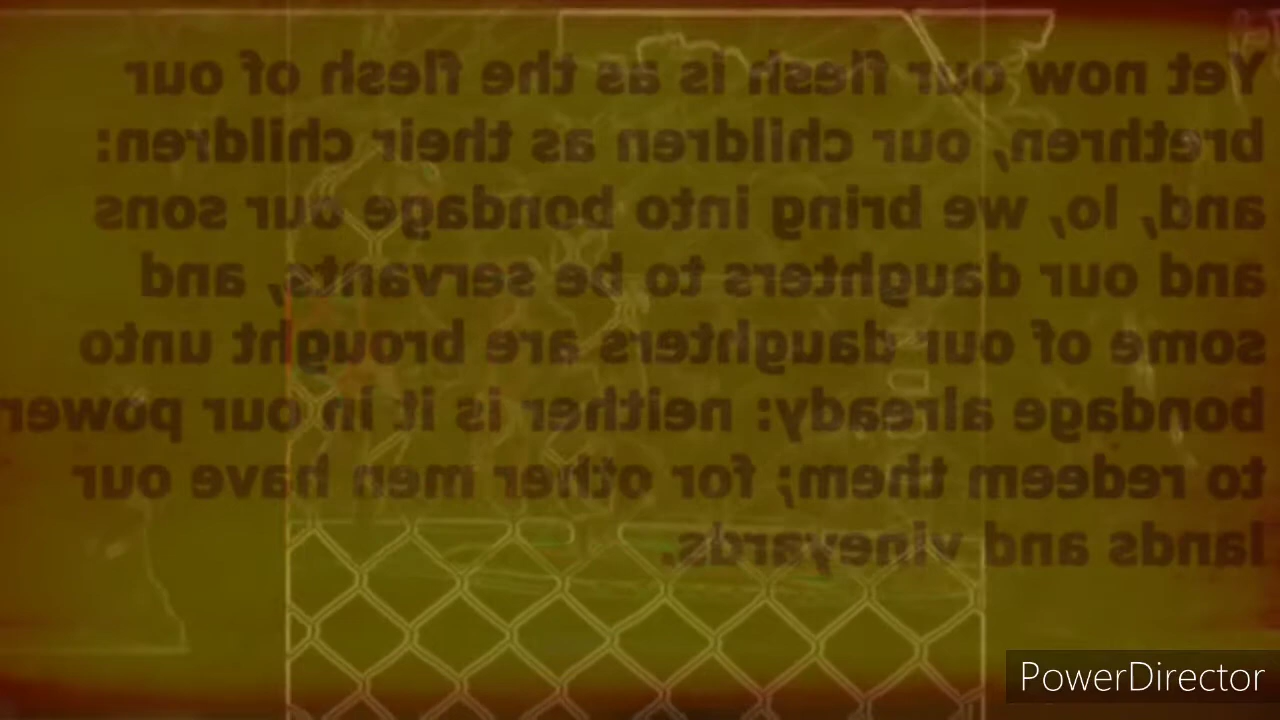 Yet now our flesh is as the flesh of our
brethren, our children as their children:
and, lo, we bring into bondage our sons
and our daughters to be servants, and
some of our daughters are brought unto
bondage already: neither is it in our power
to redeem them; for other men have our
lands and vineyards.
PowerDirector